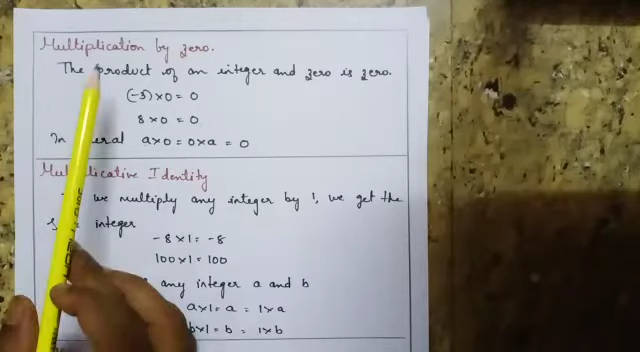 Multiplication by zero.
The product of an integer and zero is zero.
(-5) × 0 = 0
8 × 0 = 0
In eral a×0 = 0×a = 0
Mul licative Identity
we multiply any integer by 1, we get the
S integer
-8 × 1 = -8
100 × 1 = 100
any integer a and b
a×1 = a = 1×a
b×1 = b = 1×b